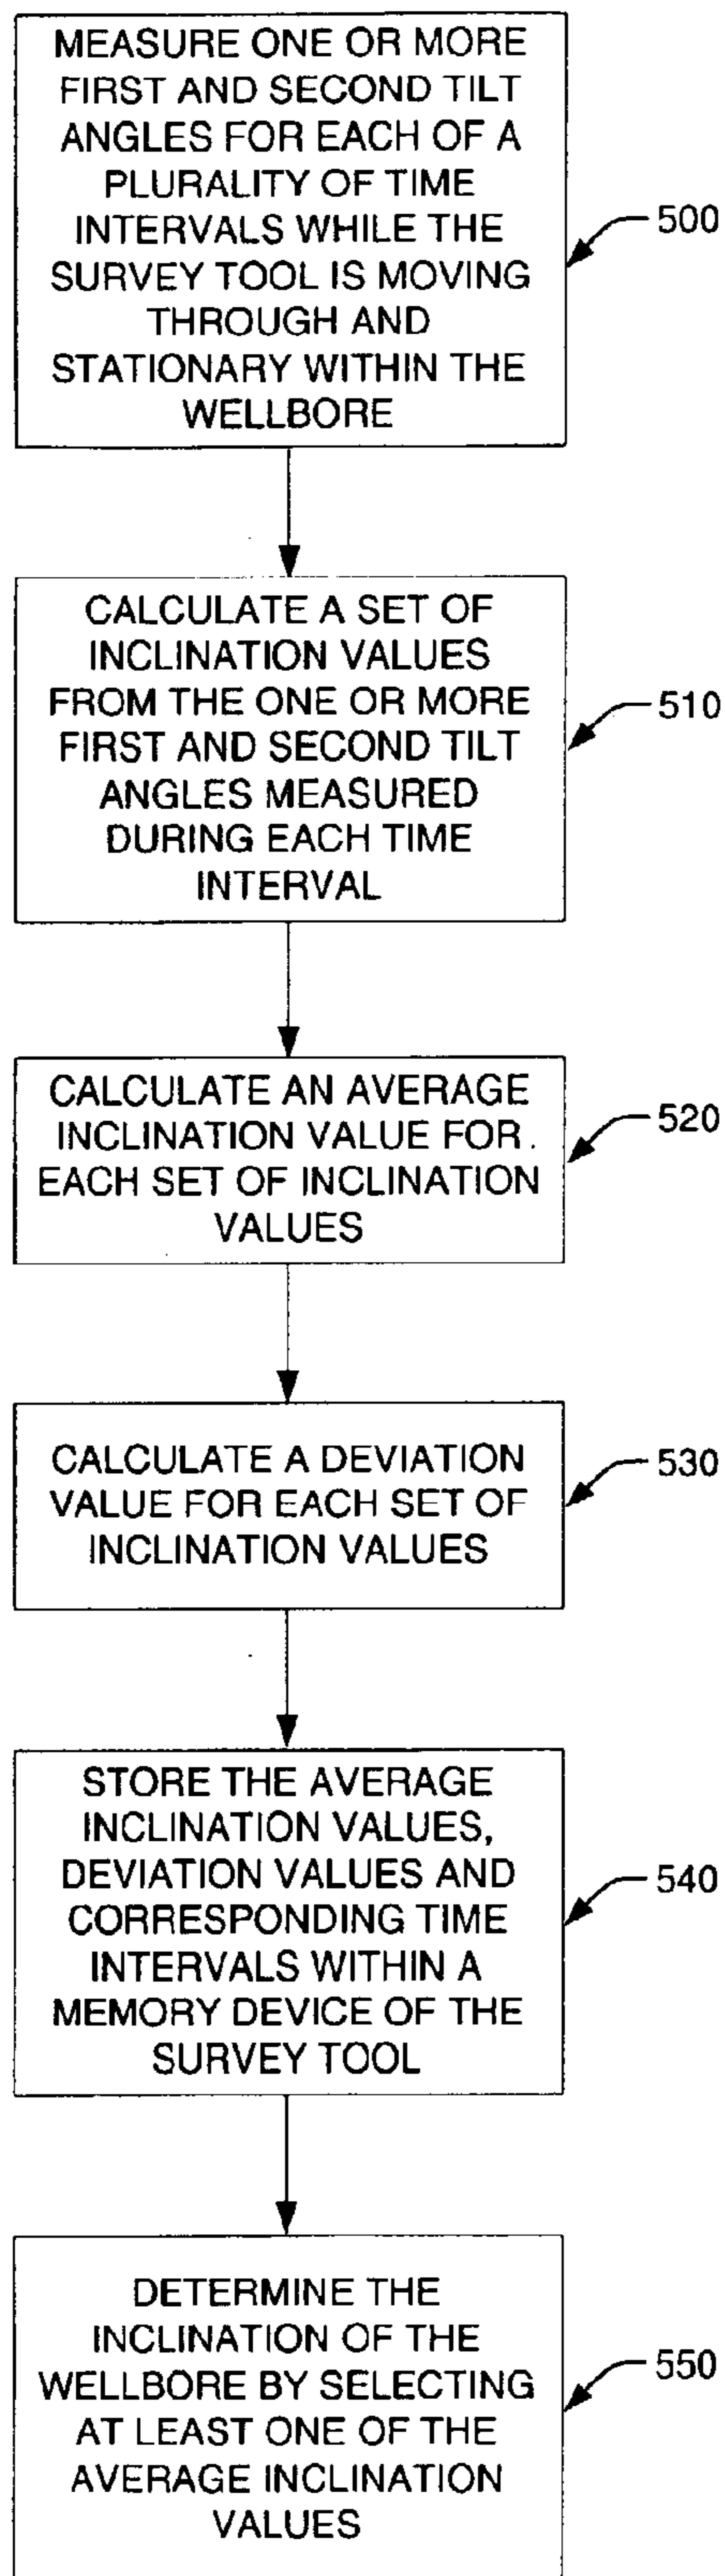 MEASURE ONE OR MORE
FIRST AND SECOND TILT
ANGLES FOR EACH OF A
PLURALITY OF TIME
INTERVALS WHILE THE
SURVEY TOOL IS MOVING
THROUGH AND
STATIONARY WITHIN THE
WELLBORE
500
CALCULATE A SET OF
INCLINATION VALUES
FROM THE ONE OR MORE
FIRST AND SECOND TILT
ANGLES MEASURED
DURING EACH TIME
INTERVAL
510
CALCULATE AN AVERAGE
INCLINATION VALUE FOR
EACH SET OF INCLINATION
VALUES
520
CALCULATE A DEVIATION
VALUE FOR EACH SET OF
INCLINATION VALUES
530
STORE THE AVERAGE
INCLINATION VALUES,
DEVIATION VALUES AND
CORRESPONDING TIME
INTERVALS WITHIN A
MEMORY DEVICE OF THE
SURVEY TOOL
540
DETERMINE THE
INCLINATION OF THE
WELLBORE BY SELECTING
AT LEAST ONE OF THE
AVERAGE INCLINATION
VALUES
550